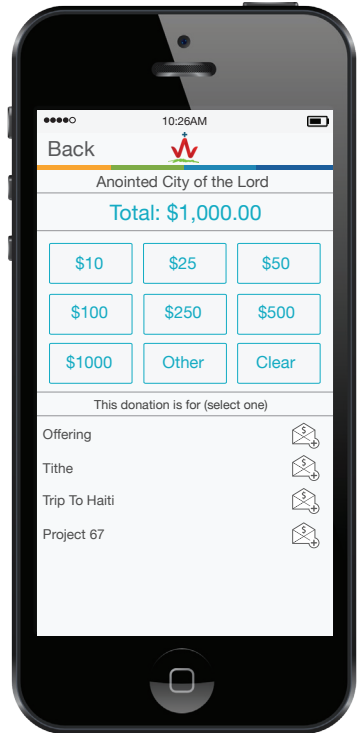 10:26AM
Back
Anointed City of the Lord
Total: $1,000.00
$10 $25 $50
$100 $250 $500
$1000 Other Clear
This donation is for (select one)
Offering
Tithe
Trip To Haiti
Project 67